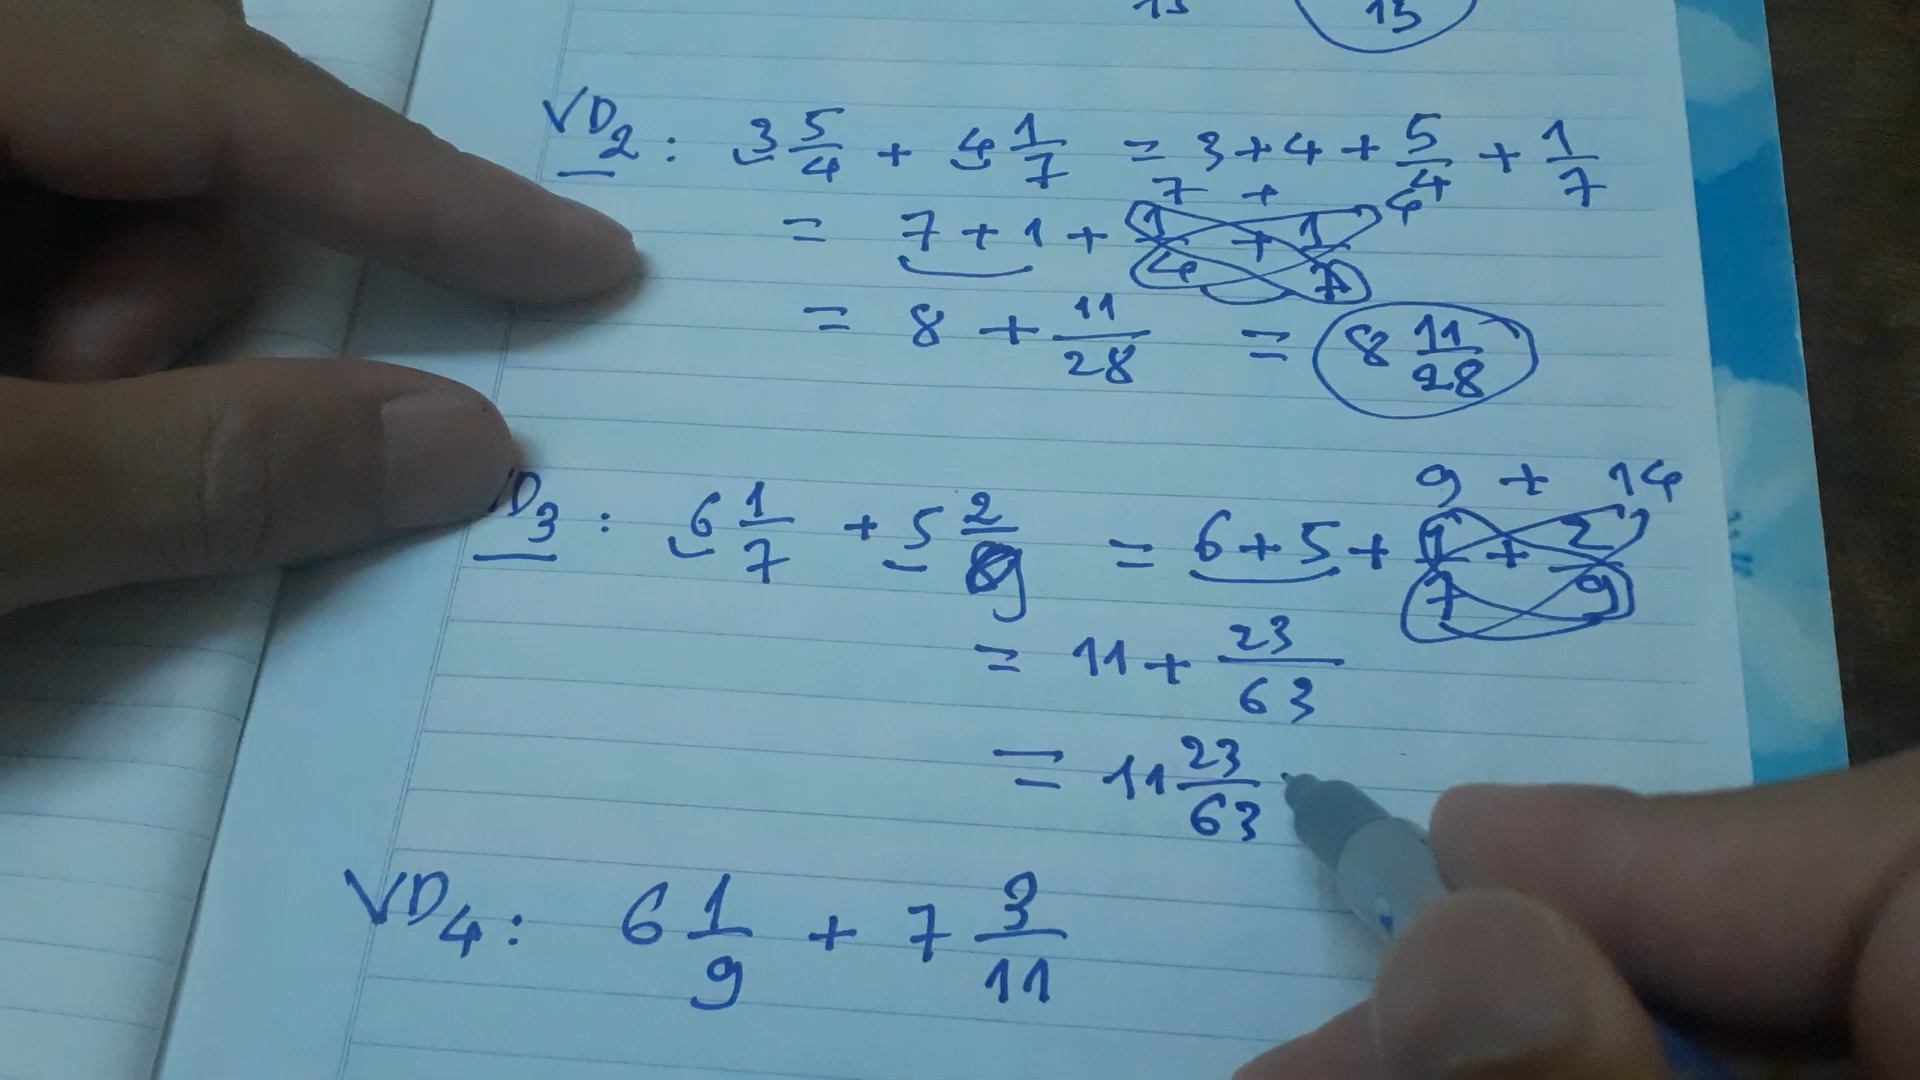 15 13
VD2: 3 5/4 + 4 1/7 = 3+4+ 5/4 + 1/7
7 + 4
= 7+1+ 1/4 + 1/7
= 8 + 11/28 = 8 11/28
9 + 14
VD3: 6 1/7 + 5 2/9 = 6+5+ 1/7 + 2/9
= 11+ 23/63
= 11 23/63
VD4: 6 1/9 + 7 3/11